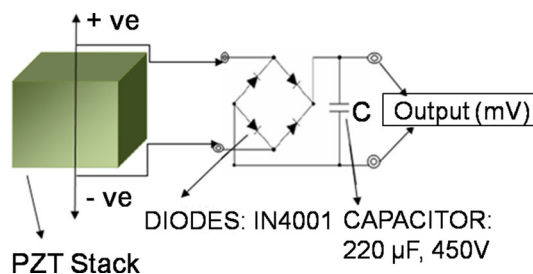 + ve
C
Output (mV)
- ve
DIODES: IN4001
CAPACITOR:
220 µF, 450V
PZT Stack